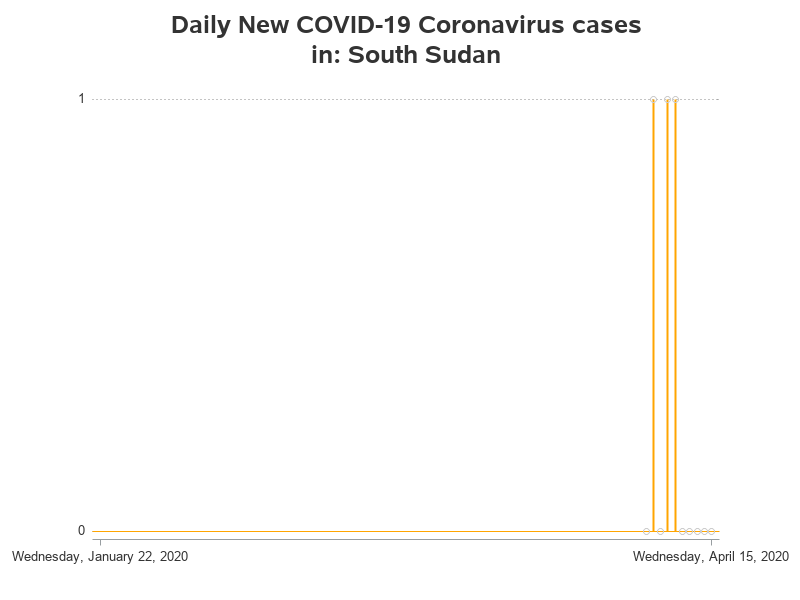 Daily New COVID-19 Coronavirus cases
in: South Sudan
1
0
Wednesday, January 22, 2020
Wednesday, April 15, 2020